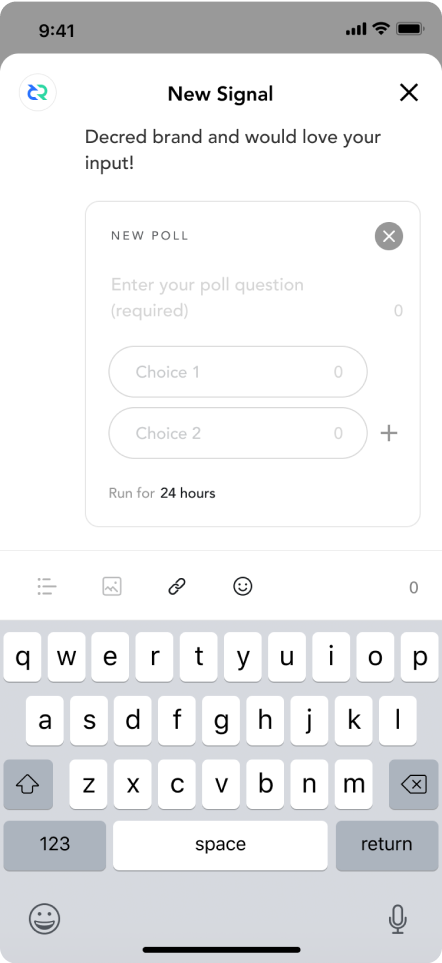 9:41
New Signal
Decred brand and would love your
input!
NEW POLL
Enter your poll question
(required)
0
Choice 1 0
Choice 2 0
Run for 24 hours
0
q w e r t y u i o p
a s d f g h j k l
z x c v b n m
123 space return